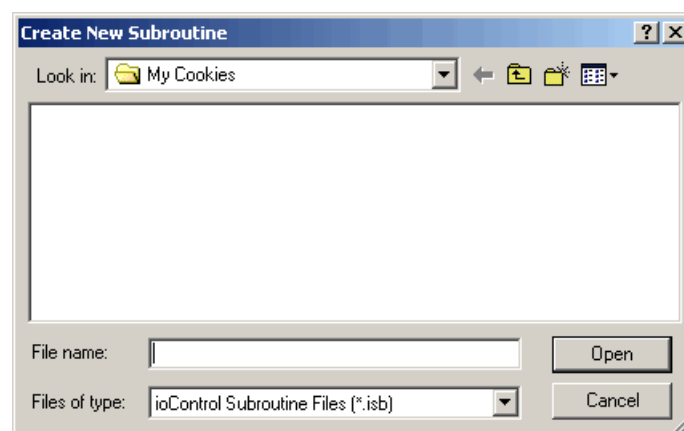 Create New Subroutine
Look in: My Cookies
File name: Open
Files of type: ioControl Subroutine Files (*.isb) Cancel